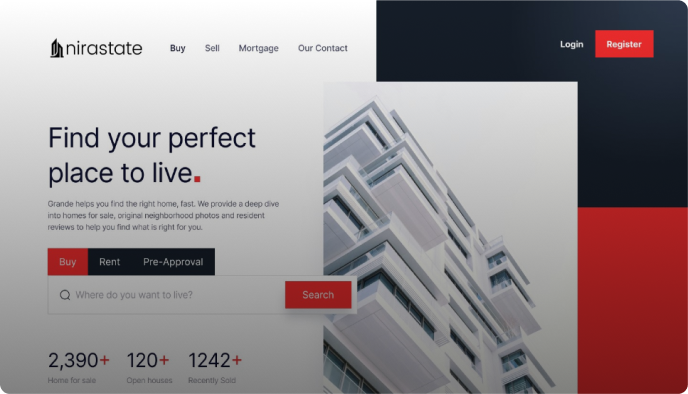 nirastate
Buy Sell Mortgage Our Contact
Login Register
Find your perfect
place to live.
Grande helps you find the right home, fast. We provide a deep dive
into homes for sale, original neighborhood photos and resident
reviews to help you find what is right for you.
Buy Rent Pre-Approval
Where do you want to live? Search
2,390+ 120+ 1242+
Home for sale Open houses Recently Sold